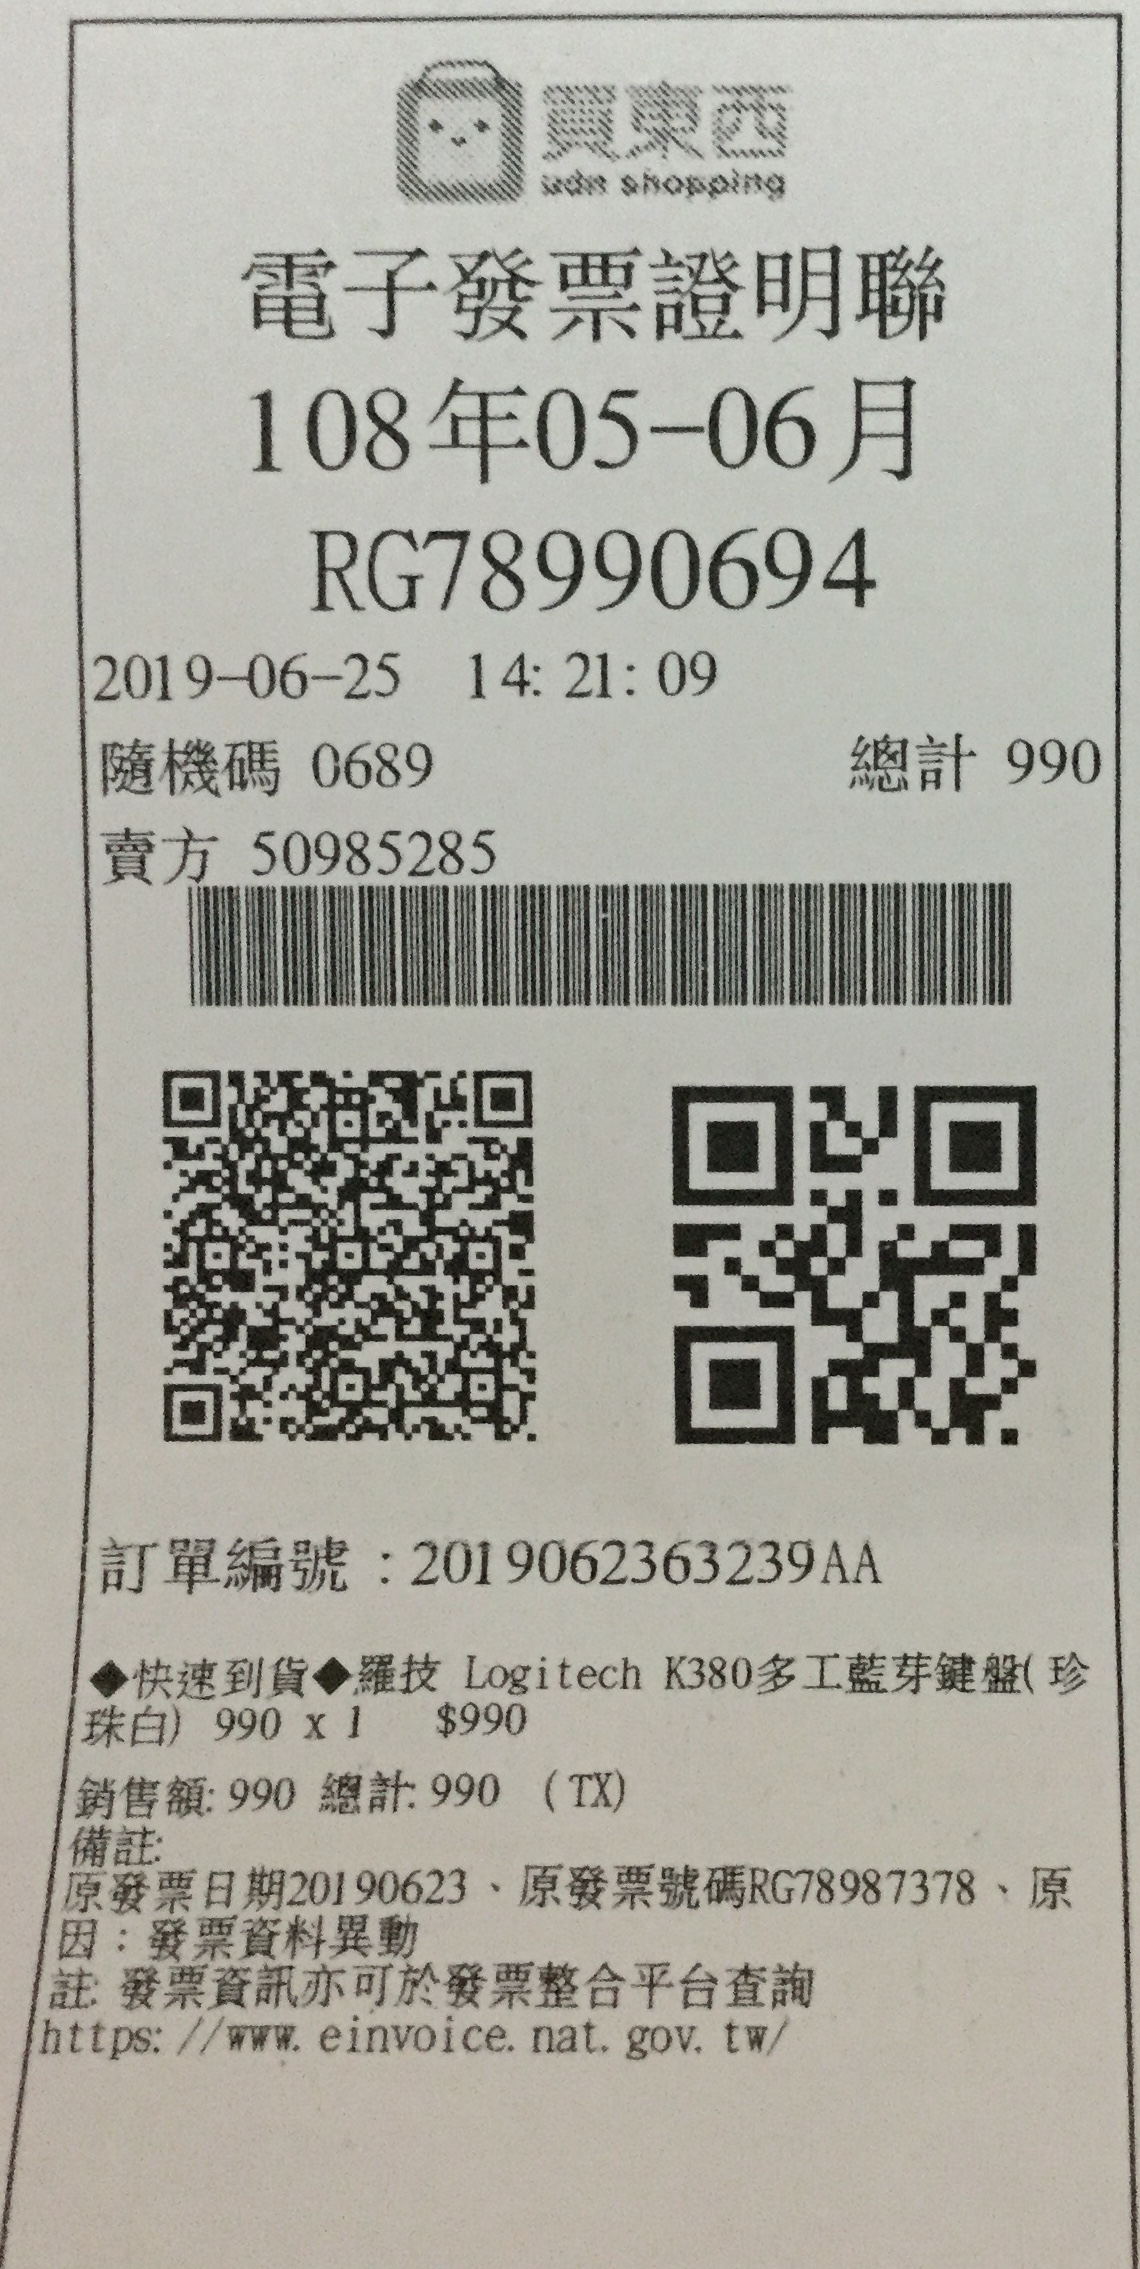 買東西
udn shopping
電子發票證明聯
108年05-06月
RG78990694
2019-06-25 14:21:09
隨機碼 0689 總計 990
賣方 50985285
訂單編號：2019062363239AA
◆快速到貨◆羅技 Logitech K380多工藍芽鍵盤(珍
珠白) 990 x 1 $990
銷售額:990 總計:990 (TX)
備註:
原發票日期20190623、原發票號碼RG78987378、原
因：發票資料異動
註:發票資訊亦可於發票整合平台查詢
https://www.einvoice.nat.gov.tw/